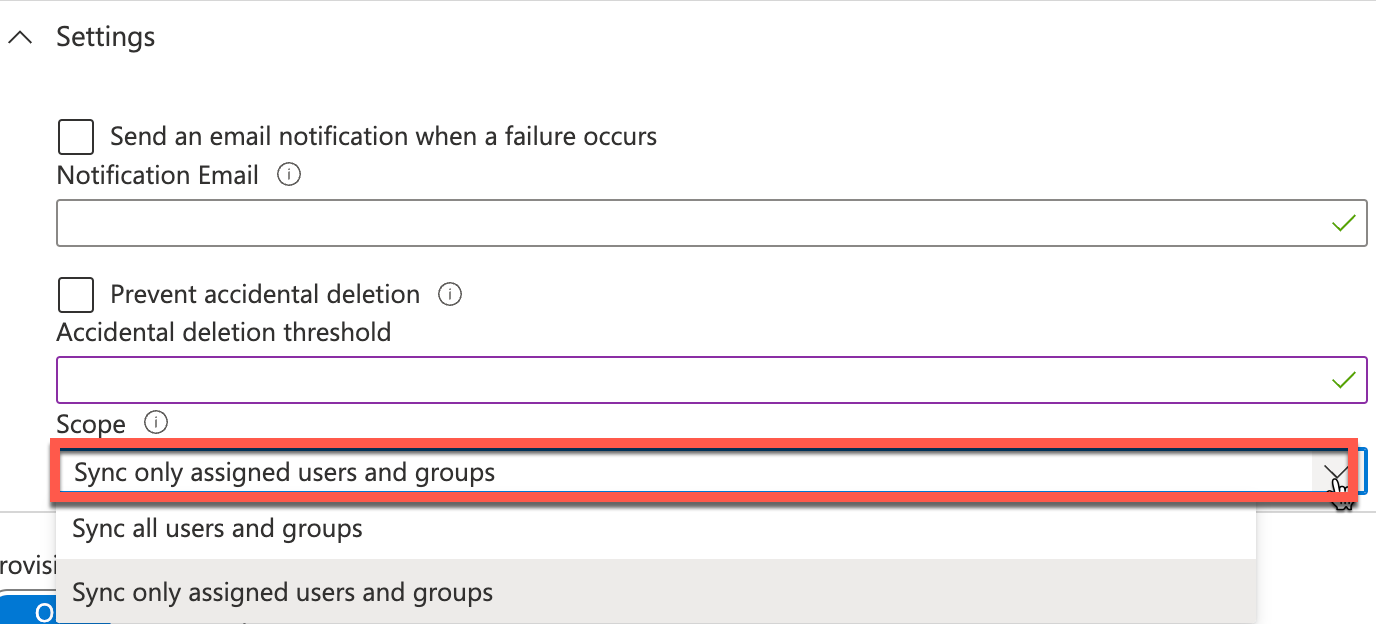 Settings
Send an email notification when a failure occurs
Notification Email
Prevent accidental deletion
Accidental deletion threshold
Scope
Sync only assigned users and groups
Sync all users and groups
Sync only assigned users and groups